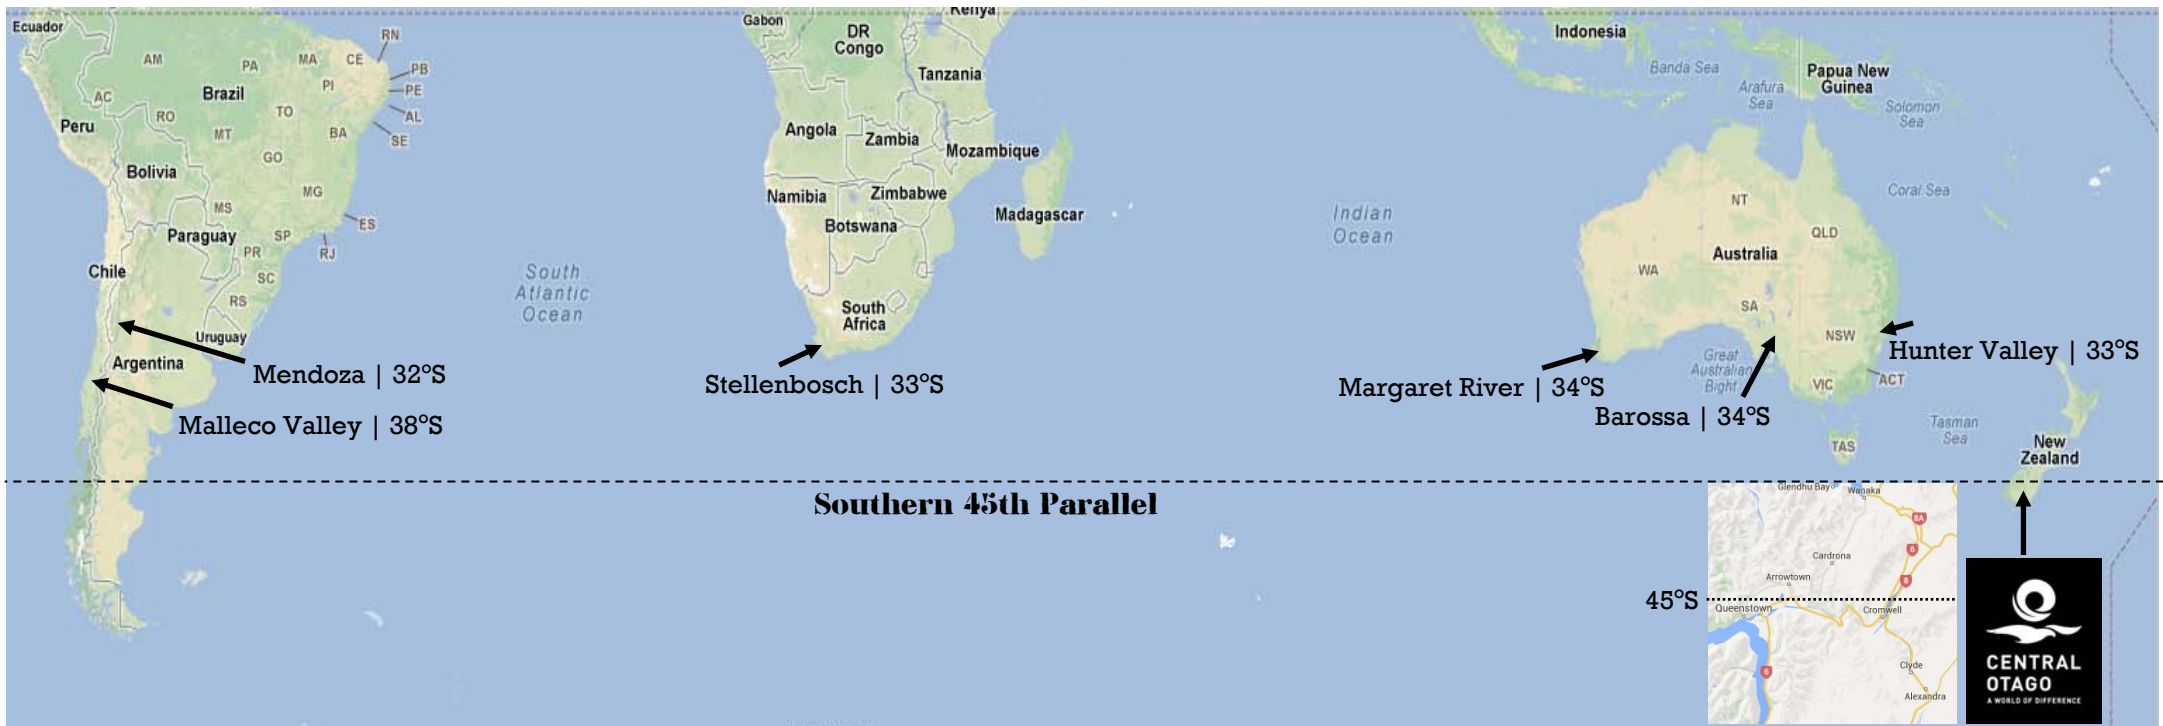 Ecuador
Gabon
Kenya
RN
DR
Congo
Indonesia
AM
PA
MA
CE
PB
PI
PE
Tanzania
Banda Sea
Papua New
Guinea
Brazil
AC
TO
AL
Arafura
Sea
Solomon
Sea
RO
Peru
MT
BA
SE
Angola
Zambia
Mozambique
GO
Bolivia
MG
Namibia
Zimbabwe
NT
Coral Sea
MS
ES
Madagascar
Indian
Ocean
Paraguay
SP
Botswana
QLD
PR
RJ
Australia
Chile
South
Atlantic
Ocean
SC
WA
RS
South
Africa
SA
Uruguay
NSW
Argentina
Great
Australian
Bight
Hunter Valley | 33°S
Mendoza | 32°S
Stellenbosch | 33°S
Margaret River | 34°S
VIC
ACT
Malleco Valley | 38°S
Barossa | 34°S
Tasman
Sea
TAS
New
Zealand
Southern 45th Parallel
Glendhu Bay
Wanaka
8A
6
Cardrona
Arrowtown
8
45°S
Queenstown
Cromwell
Clyde
6
Alexandra
CENTRAL
OTAGO
A WORLD OF DIFFERENCE